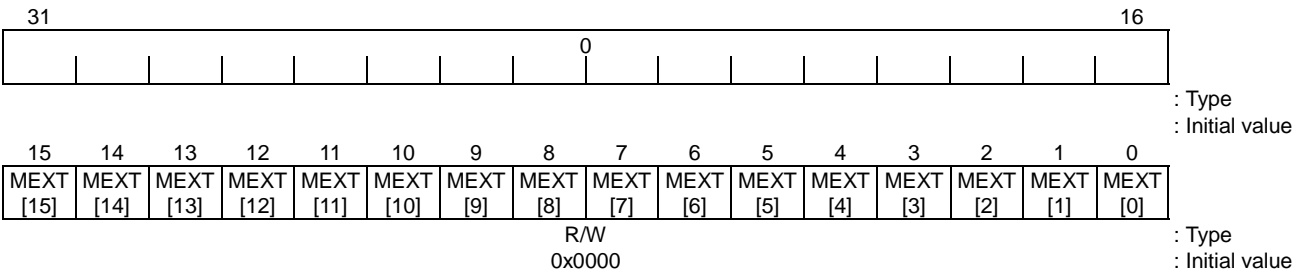 31 16
0
: Type
: Initial value
15 14 13 12 11 10 9 8 7 6 5 4 3 2 1 0
MEXT MEXT MEXT MEXT MEXT MEXT MEXT MEXT MEXT MEXT MEXT MEXT MEXT MEXT MEXT MEXT
[15] [14] [13] [12] [11] [10] [9] [8] [7] [6] [5] [4] [3] [2] [1] [0]
R/W : Type
0x0000 : Initial value